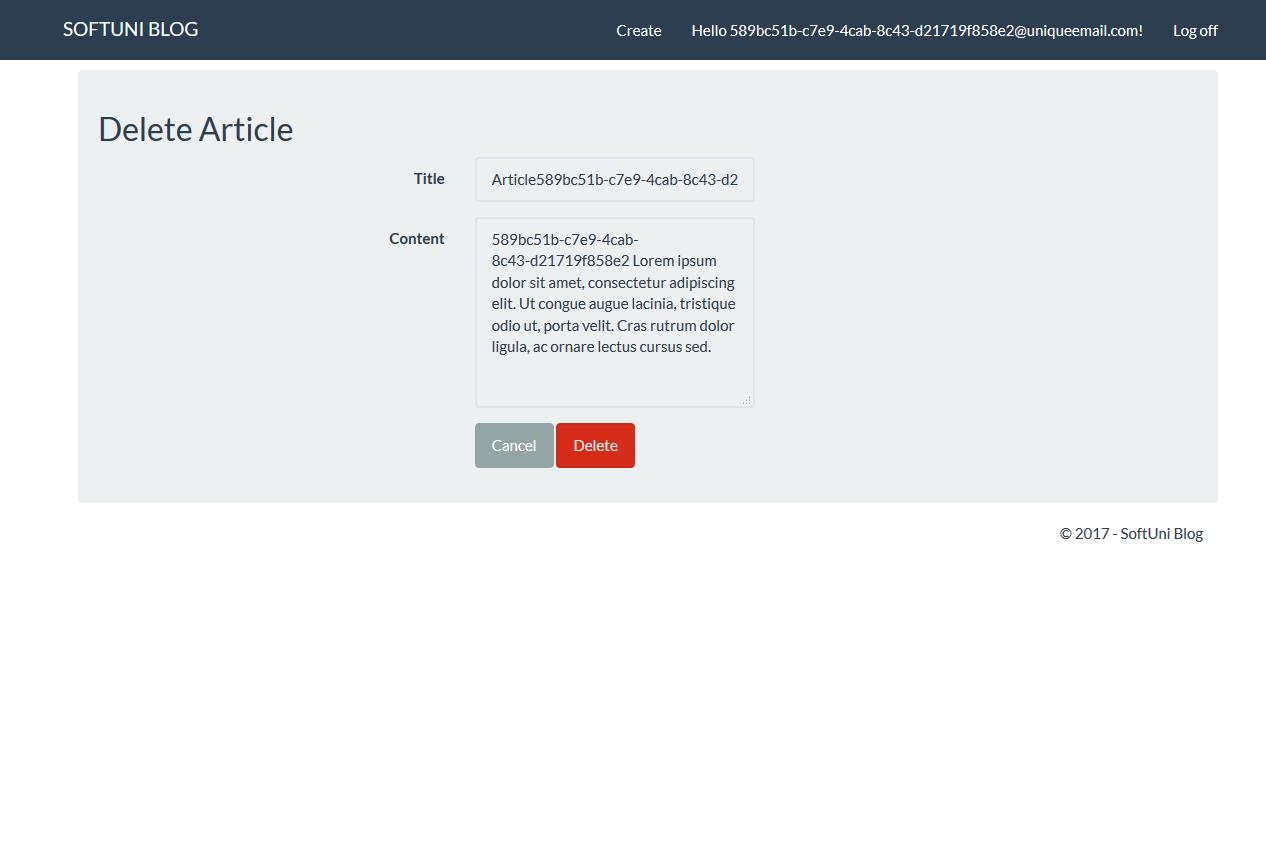 SOFTUNI BLOG
Create Hello 589bc51b-c7e9-4cab-8c43-d21719f858e2@uniqueemail.com! Log off
Delete Article
Title Article589bc51b-c7e9-4cab-8c43-d2
Content 589bc51b-c7e9-4cab-
8c43-d21719f858e2 Lorem ipsum
dolor sit amet, consectetur adipiscing
elit. Ut congue augue lacinia, tristique
odio ut, porta velit. Cras rutrum dolor
ligula, ac ornare lectus cursus sed.
Cancel Delete
© 2017 - SoftUni Blog